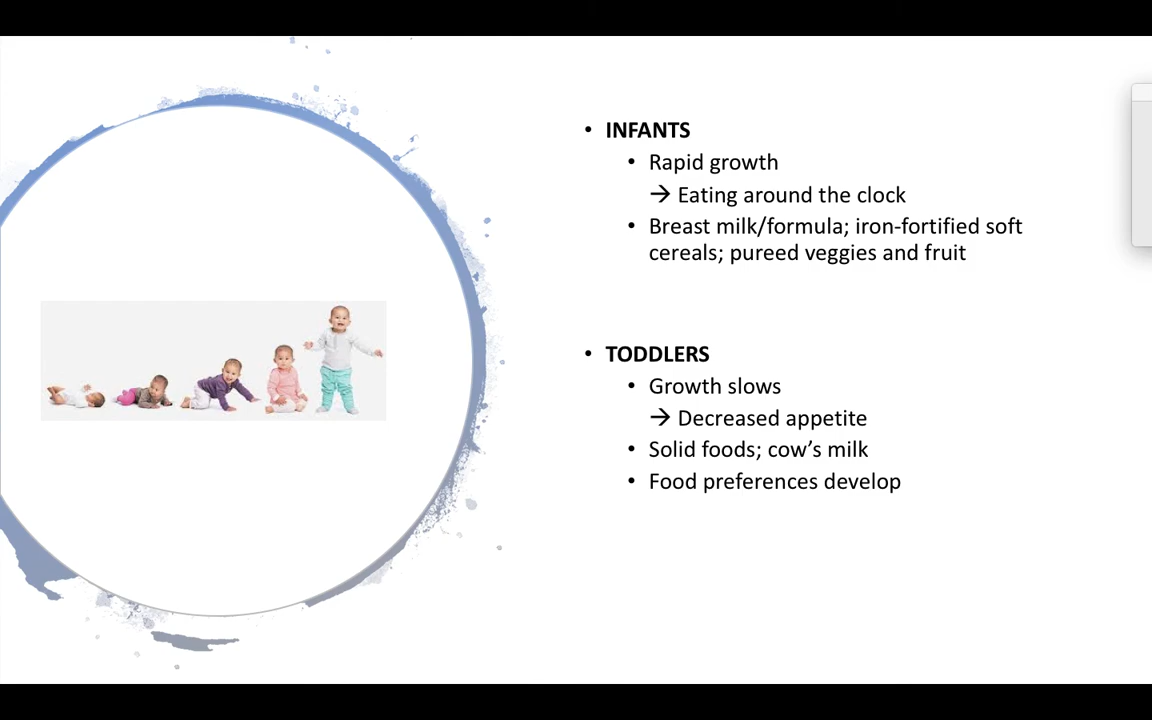 • INFANTS
• Rapid growth
→ Eating around the clock
• Breast milk/formula; iron-fortified soft
cereals; pureed veggies and fruit
• TODDLERS
• Growth slows
→ Decreased appetite
• Solid foods; cow’s milk
• Food preferences develop